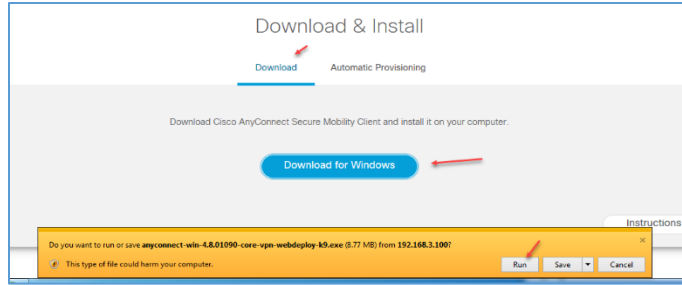 Download & Install
Download Automatic Provisioning
Download Cisco AnyConnect Secure Mobility Client and install it on your computer.
Download for Windows
Instructions
Do you want to run or save anyconnect-win-4.8.01090-core-vpn-webdeploy-k9.exe (8.77 MB) from 192.168.3.100?
This type of file could harm your computer.
Run Save Cancel